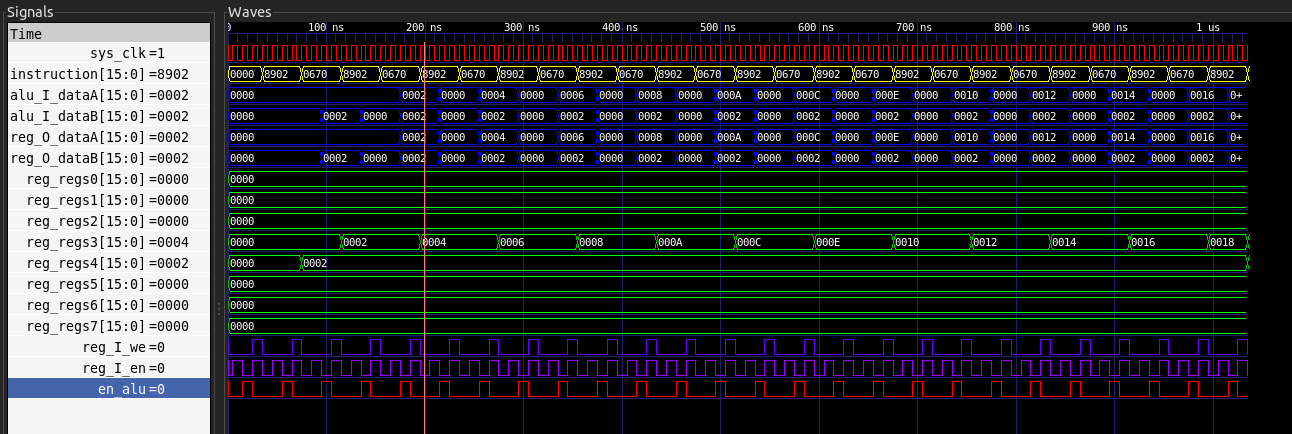 Signals Waves
Time 0 100 ns 200 ns 300 ns 400 ns 500 ns 600 ns 700 ns 800 ns 900 ns 1 us
sys_clk =1
instruction[15:0] =8902 0000 8902 0670 8902 0670 8902 0670 8902 0670 8902 0670 8902 0670 8902 0670 8902 0670 8902 0670 8902 0670 8902 0670 8902 0670 8902
alu_I_dataA[15:0] =0002 0000 0002 0000 0004 0000 0006 0000 0008 0000 000A 0000 000C 0000 000E 0000 0010 0000 0012 0000 0014 0000 0016 0+
alu_I_dataB[15:0] =0002 0000 0002 0000 0002 0000 0002 0000 0002 0000 0002 0000 0002 0000 0002 0000 0002 0000 0002 0000 0002 0000 0002 0000 0002 0+
reg_O_dataA[15:0] =0002 0000 0002 0000 0004 0000 0006 0000 0008 0000 000A 0000 000C 0000 000E 0000 0010 0000 0012 0000 0014 0000 0016 0+
reg_O_dataB[15:0] =0002 0000 0002 0000 0002 0000 0002 0000 0002 0000 0002 0000 0002 0000 0002 0000 0002 0000 0002 0000 0002 0000 0002 0000 0002 0+
reg_regs0[15:0] =0000 0000
reg_regs1[15:0] =0000 0000
reg_regs2[15:0] =0000 0000
reg_regs3[15:0] =0004 0000 0002 0004 0006 0008 000A 000C 000E 0010 0012 0014 0016 0018
reg_regs4[15:0] =0002 0000 0002
reg_regs5[15:0] =0000 0000
reg_regs6[15:0] =0000 0000
reg_regs7[15:0] =0000 0000
reg_I_we =0
reg_I_en =0
en_alu =0